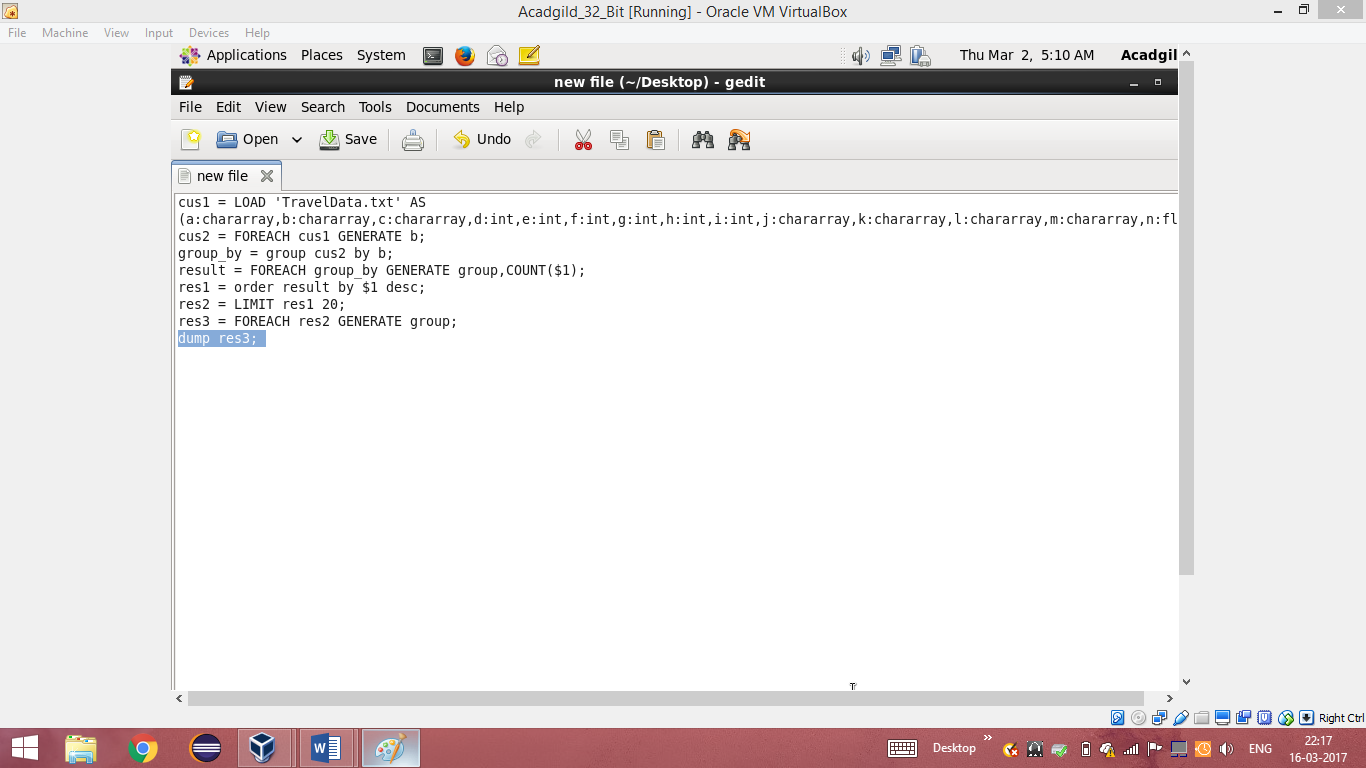 Acadgild_32_Bit [Running] - Oracle VM VirtualBox
File Machine View Input Devices Help
Applications Places System Thu Mar 2, 5:10 AM Acadgil
new file (~/Desktop) - gedit
File Edit View Search Tools Documents Help
Open Save Undo
new file
cus1 = LOAD 'TravelData.txt' AS
(a:chararray,b:chararray,c:chararray,d:int,e:int,f:int,g:int,h:int,i:int,j:chararray,k:chararray,l:chararray,m:chararray,n:fl
cus2 = FOREACH cus1 GENERATE b;
group_by = group cus2 by b;
result = FOREACH group_by GENERATE group,COUNT($1);
res1 = order result by $1 desc;
res2 = LIMIT res1 20;
res3 = FOREACH res2 GENERATE group;
dump res3;
Right Ctrl
Desktop ENG 22:17
16-03-2017